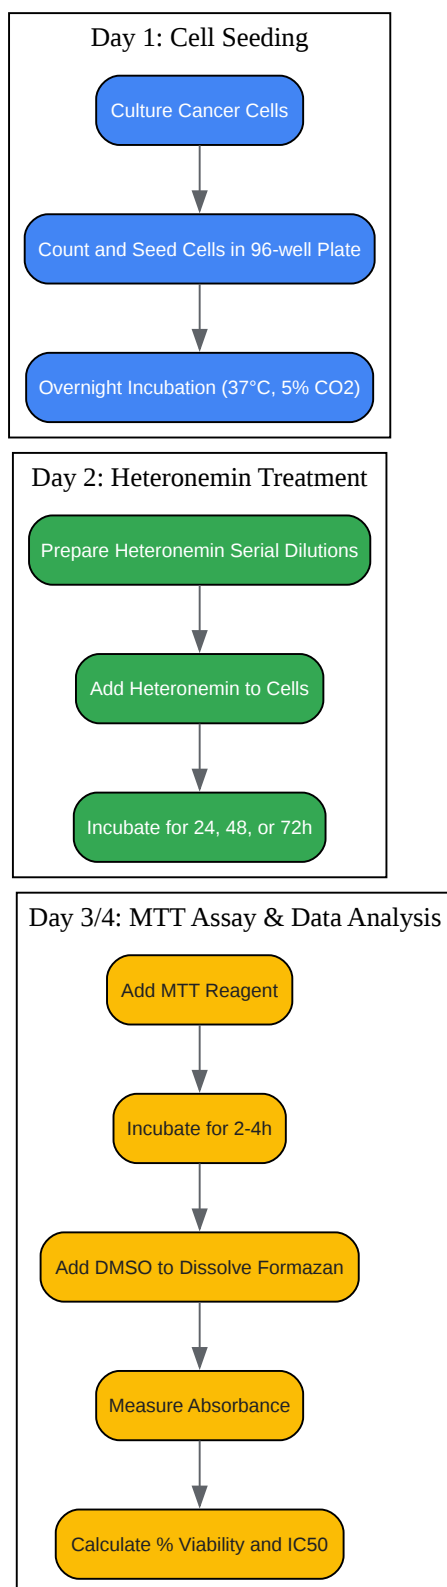 Day 1: Cell Seeding
Culture Cancer Cells
Count and Seed Cells in 96-well Plate
Overnight Incubation (37°C, 5% CO2)
Day 2: Heteronemin Treatment
Prepare Heteronemin Serial Dilutions
Add Heteronemin to Cells
Incubate for 24, 48, or 72h
Day 3/4: MTT Assay & Data Analysis
Add MTT Reagent
Incubate for 2-4h
Add DMSO to Dissolve Formazan
Measure Absorbance
Calculate % Viability and IC50